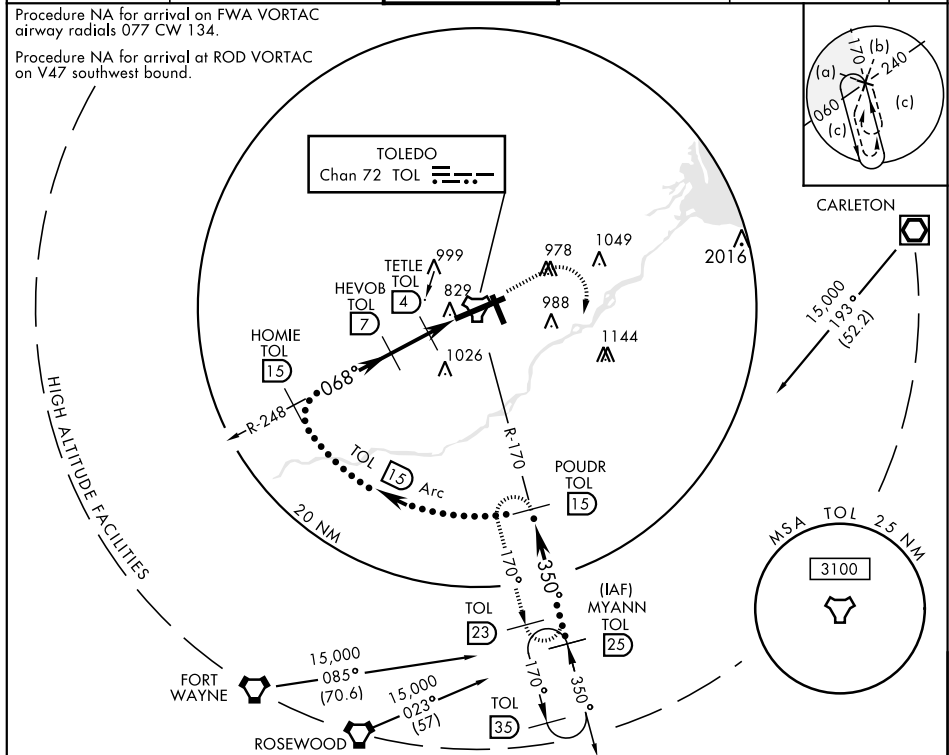 Procedure NA for arrival on FWA VORTAC
airway radials 077 CW 134.
Procedure NA for arrival at ROD VORTAC
on V47 southwest bound.
170
(b)
240
(a)
060
(c)
(c)
TOLEDO
Chan 72 TOL
CARLETON
15,000
193°
(52.2)
999
978
1049
2016
TETLE
TOL
4
829
HEVOB
TOL
7
988
HOMIE
TOL
15
1026
1144
068°
R-248
R-170
TOL 15 Arc
POUDR
TOL
15
20 NM
HIGH ALTITUDE FACILITIES
MSA TOL 25 NM
3100
170°
350°
(IAF)
MYANN
TOL
25
TOL
23
15,000
085°
(70.6)
FORT
WAYNE
15,000
023°
(57)
170°
350°
TOL
35
ROSEWOOD